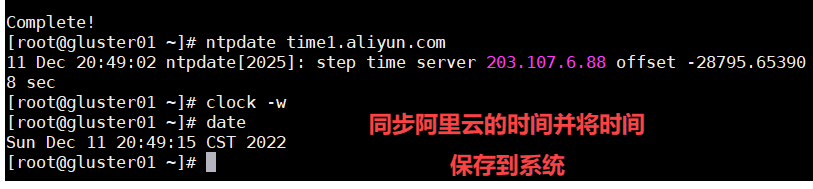 Complete!
[root@gluster01 ~]# ntpdate time1.aliyun.com
11 Dec 20:49:02 ntpdate[2025]: step time server 203.107.6.88 offset -28795.65390
8 sec
[root@gluster01 ~]# clock -w
[root@gluster01 ~]# date
Sun Dec 11 20:49:15 CST 2022
[root@gluster01 ~]#
同步阿里云的时间并将时间
保存到系统